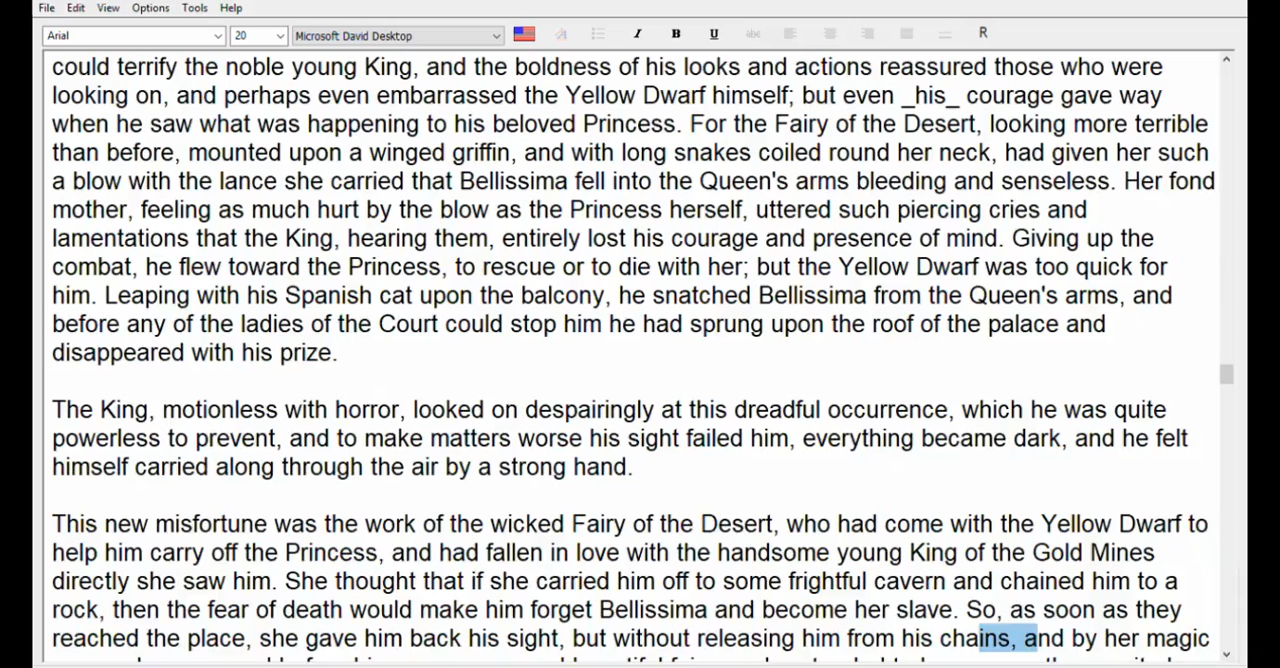 File Edit View Options Tools Help
Arial 20 Microsoft David Desktop I B U abc R
could terrify the noble young King, and the boldness of his looks and actions reassured those who were
looking on, and perhaps even embarrassed the Yellow Dwarf himself; but even _his_ courage gave way
when he saw what was happening to his beloved Princess. For the Fairy of the Desert, looking more terrible
than before, mounted upon a winged griffin, and with long snakes coiled round her neck, had given her such
a blow with the lance she carried that Bellissima fell into the Queen's arms bleeding and senseless. Her fond
mother, feeling as much hurt by the blow as the Princess herself, uttered such piercing cries and
lamentations that the King, hearing them, entirely lost his courage and presence of mind. Giving up the
combat, he flew toward the Princess, to rescue or to die with her; but the Yellow Dwarf was too quick for
him. Leaping with his Spanish cat upon the balcony, he snatched Bellissima from the Queen's arms, and
before any of the ladies of the Court could stop him he had sprung upon the roof of the palace and
disappeared with his prize.
The King, motionless with horror, looked on despairingly at this dreadful occurrence, which he was quite
powerless to prevent, and to make matters worse his sight failed him, everything became dark, and he felt
himself carried along through the air by a strong hand.
This new misfortune was the work of the wicked Fairy of the Desert, who had come with the Yellow Dwarf to
help him carry off the Princess, and had fallen in love with the handsome young King of the Gold Mines
directly she saw him. She thought that if she carried him off to some frightful cavern and chained him to a
rock, then the fear of death would make him forget Bellissima and become her slave. So, as soon as they
reached the place, she gave him back his sight, but without releasing him from his chains, and by her magic